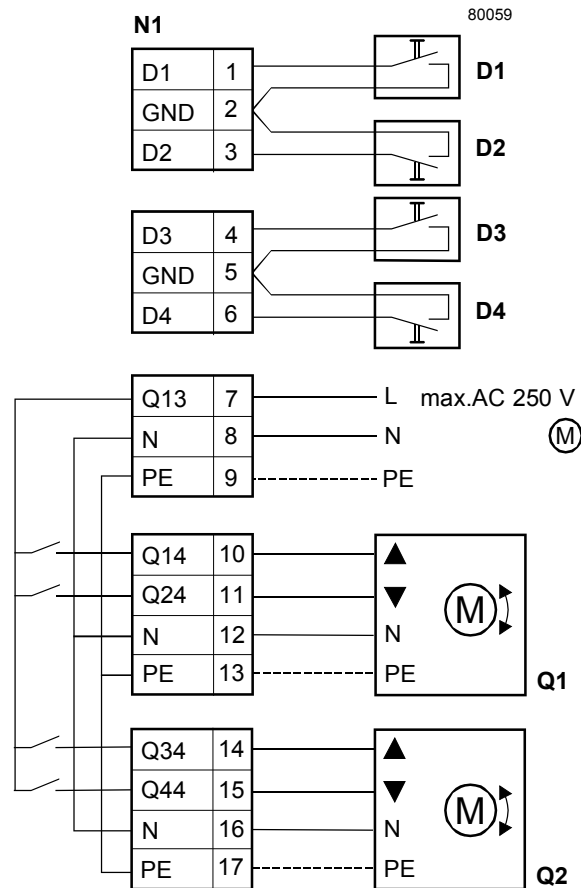 80059
N1
D1 1
GND 2
D2 3
D1
D2
D3 4
GND 5
D4 6
D3
D4
Q13 7 L max.AC 250 V
N 8 N M
PE 9 PE
Q14 10 ▲
Q24 11 ▼
N 12 N
PE 13 PE
M
Q1
Q34 14 ▲
Q44 15 ▼
N 16 N
PE 17 PE
M
Q2